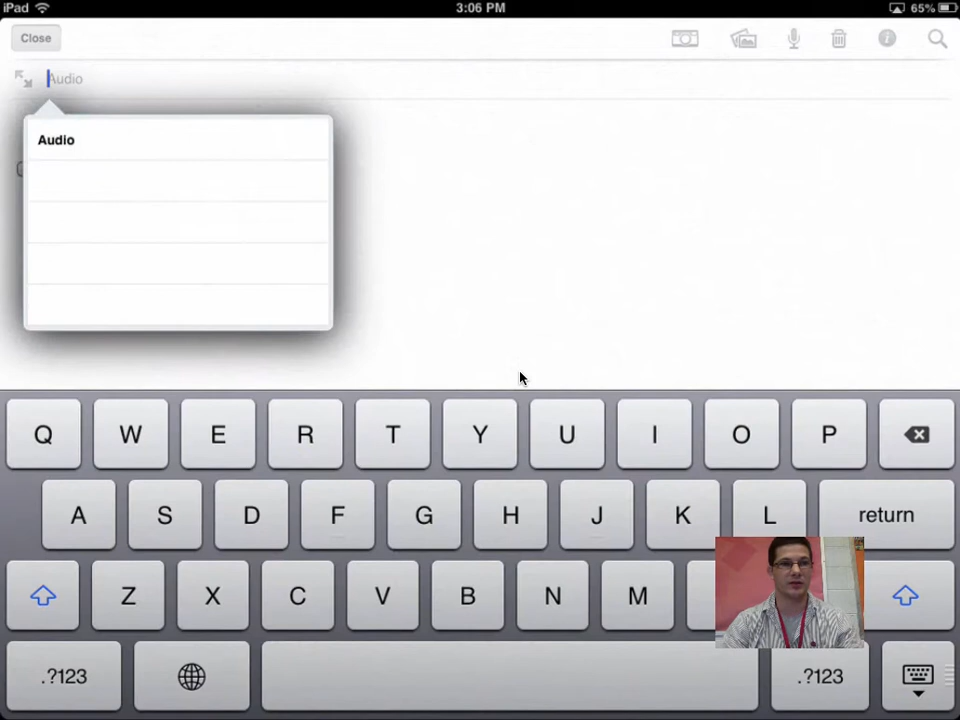 iPad 3:06 PM 65%
Close
Audio
Audio
Q W E R T Y U I O P
A S D F G H J K L return
Z X C V B N M
.?123 .?123